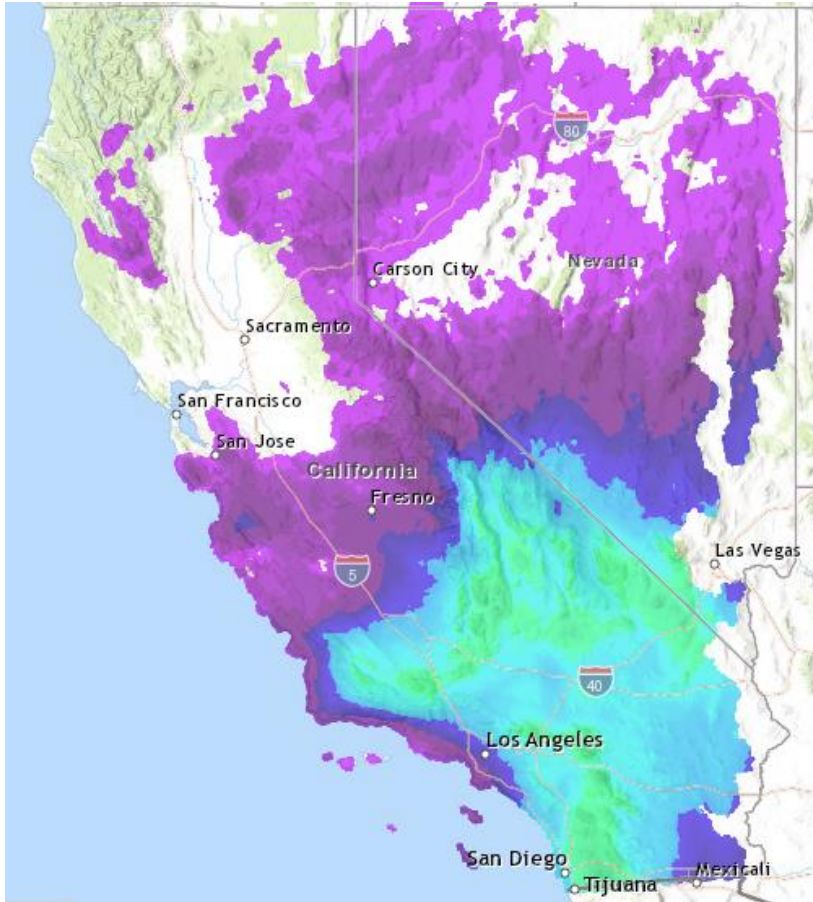 80
Carson City
Nevada
Sacramento
San Francisco
San Jose
California
Fresno
Las Vegas
5
40
Los Angeles
San Diego
Mexicali
Tijuana